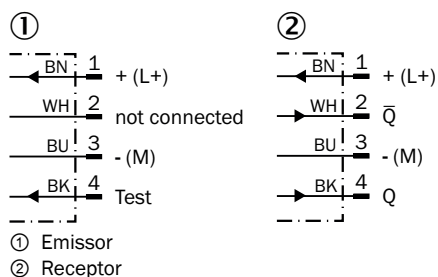 ① ②
BN 1 + (L+)
WH 2 not connected
BU 3 - (M)
BK 4 Test
BN 1 + (L+)
WH 2 Q̅
BU 3 - (M)
BK 4 Q
① Emissor
② Receptor